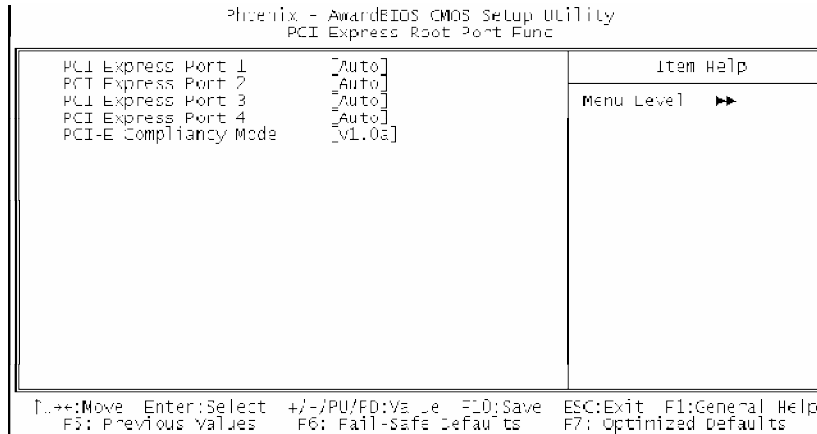 Phoenix - AwardBIOS CMOS Setup Utility
PCI Express Root Port Func
PCI Express Port 1 [Auto]
PCI Express Port 2 [Auto]
PCI Express Port 3 [Auto]
PCI Express Port 4 [Auto]
PCI-E Compliancy Mode [v1.0a]
Item Help
Menu Level ▸▸
↑↓→←:Move Enter:Select +/-/PU/PD:Value F10:Save ESC:Exit F1:General Help
F5: Previous Values F6: Fail-Safe Defaults F7: Optimized Defaults